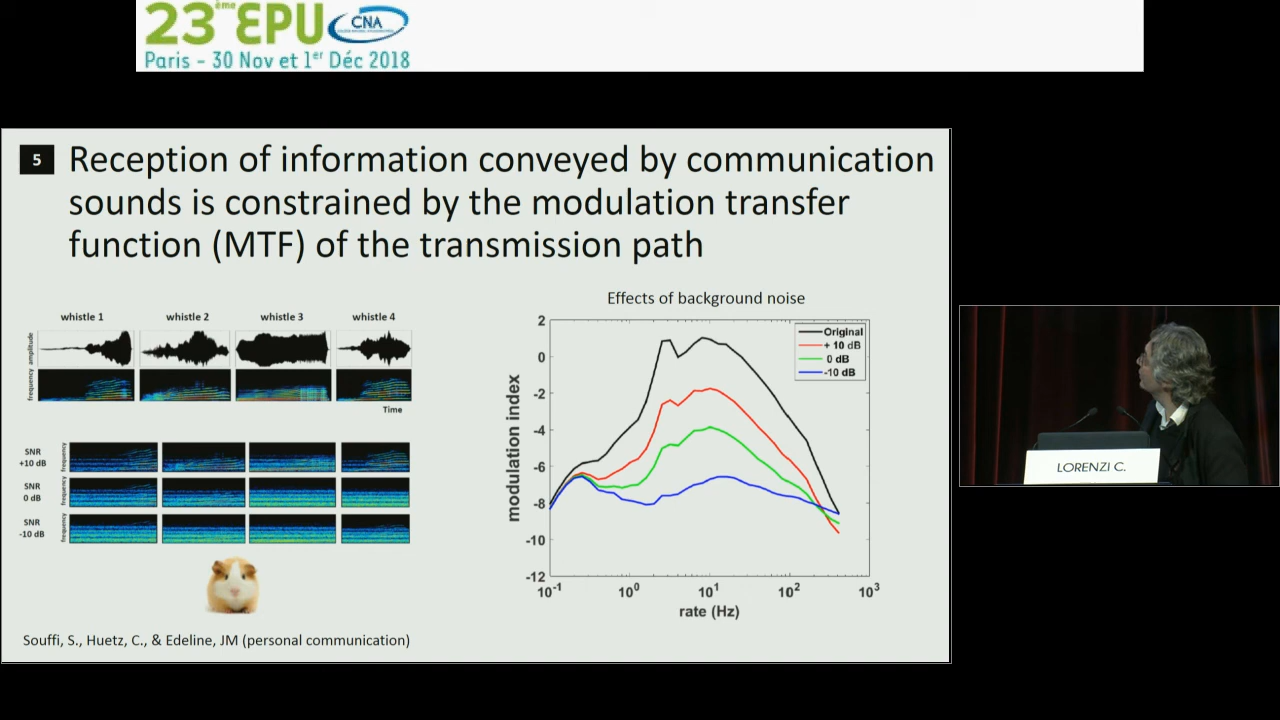 23ème EPU
CNA
Paris - 30 Nov et 1er Déc 2018
5
Reception of information conveyed by communication
sounds is constrained by the modulation transfer
function (MTF) of the transmission path
whistle 1
whistle 2
whistle 3
whistle 4
amplitude
frequency
Time
SNR
+10 dB
frequency
SNR
0 dB
frequency
SNR
-10 dB
frequency
Souffi, S., Huetz, C., & Edeline, JM (personal communication)
Effects of background noise
Original
+ 10 dB
0 dB
-10 dB
modulation index
2
0
-2
-4
-6
-8
-10
-12
10-1
100
101
102
103
rate (Hz)
LORENZI C.